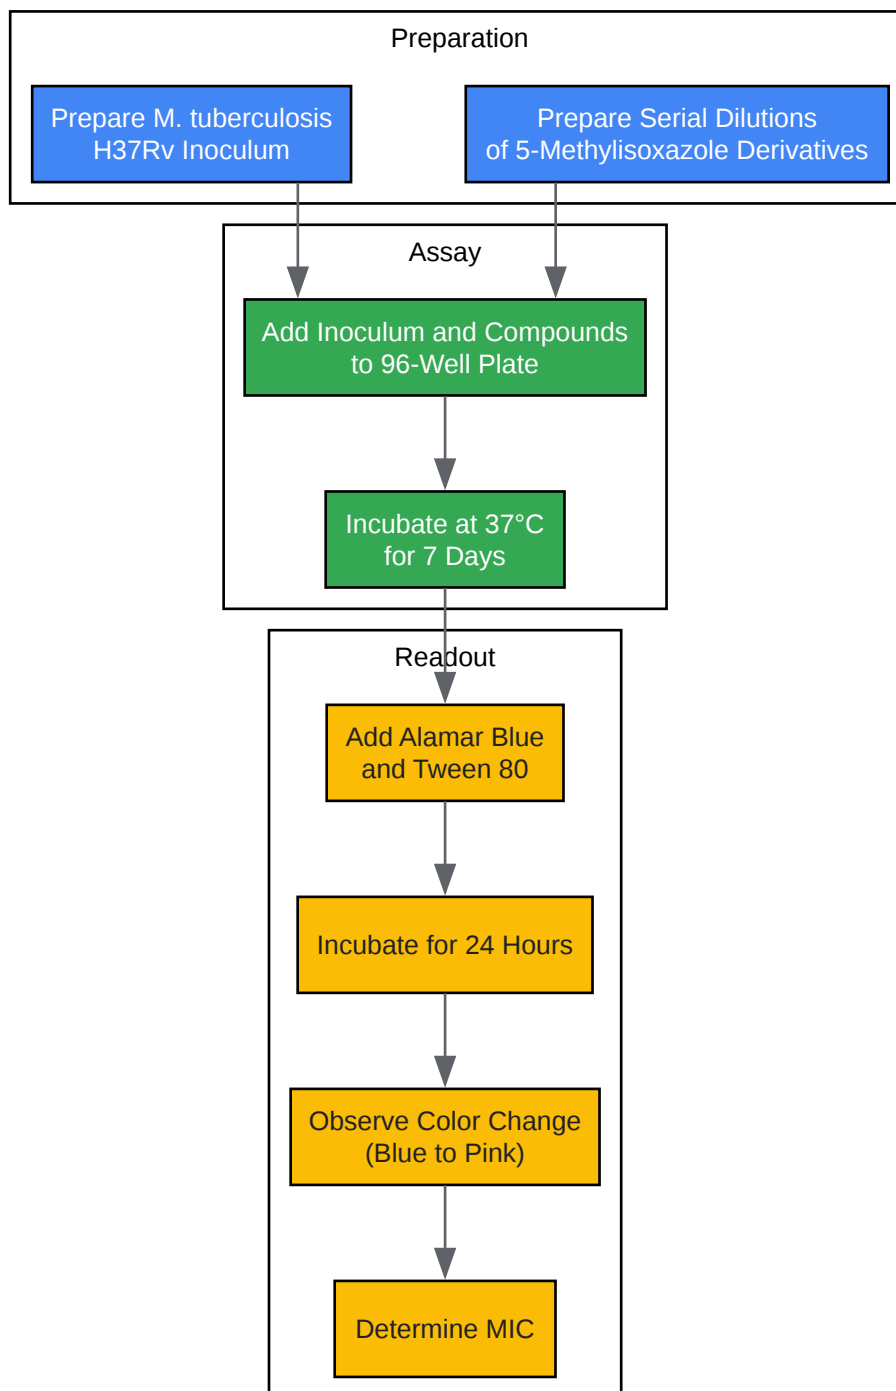 Preparation
Prepare M. tuberculosis
H37Rv Inoculum
Prepare Serial Dilutions
of 5-Methylisoxazole Derivatives
Assay
Add Inoculum and Compounds
to 96-Well Plate
Incubate at 37°C
for 7 Days
Readout
Add Alamar Blue
and Tween 80
Incubate for 24 Hours
Observe Color Change
(Blue to Pink)
Determine MIC